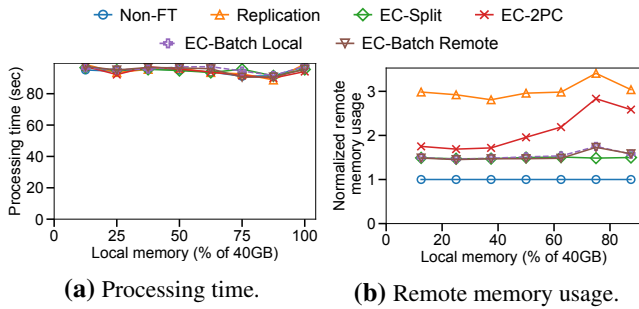 Non-FT Replication EC-Split EC-2PC
EC-Batch Local EC-Batch Remote
Processing time (sec)
80
60
40
20
0
0 25 50 75 100
Local memory (% of 40GB)
(a) Processing time.
Normalized remote
memory usage
3
2
1
0
0 20 40 60 80
Local memory (% of 40GB)
(b) Remote memory usage.